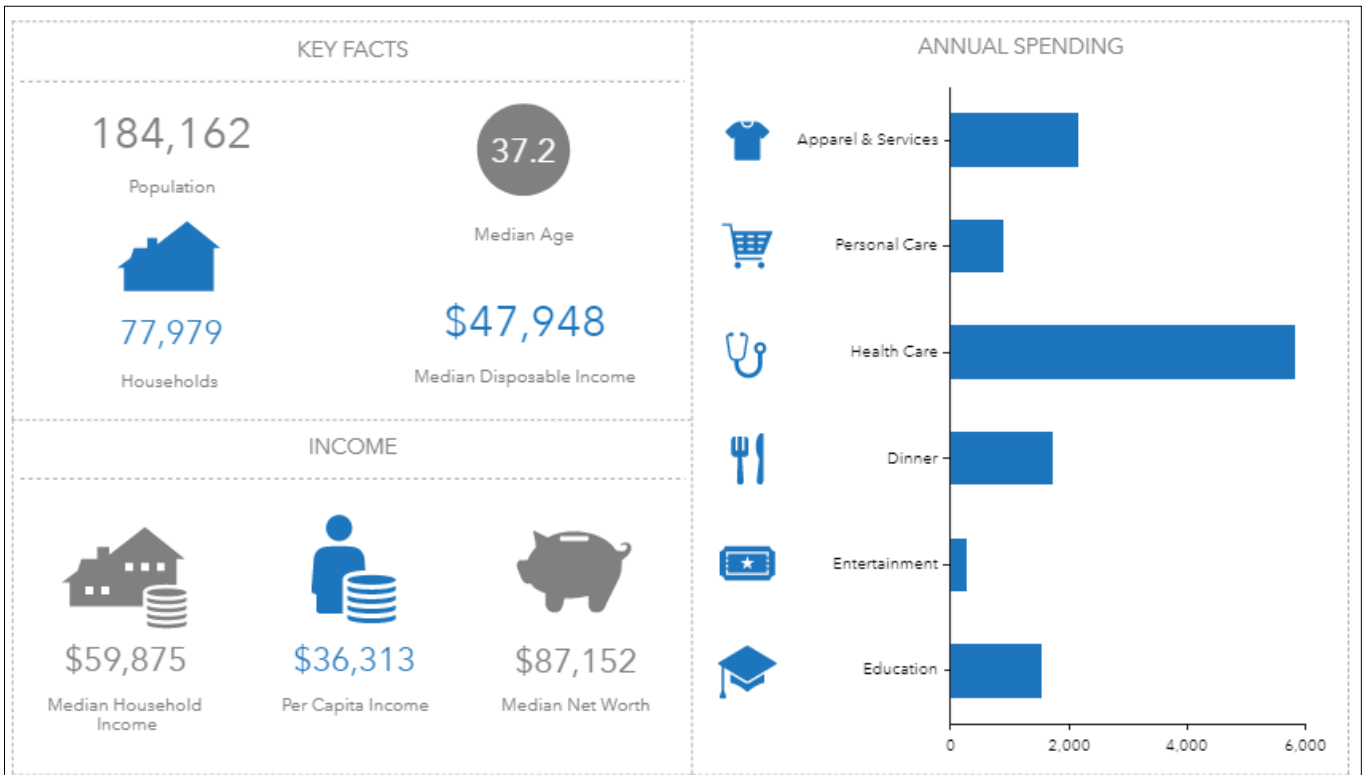 KEY FACTS
184,162
Population
37.2
Median Age
77,979
Households
$47,948
Median Disposable Income
INCOME
$59,875
Median Household
Income
$36,313
Per Capita Income
$87,152
Median Net Worth
ANNUAL SPENDING
Apparel & Services
Personal Care
Health Care
Dinner
Entertainment
Education
0
2,000
4,000
6,000